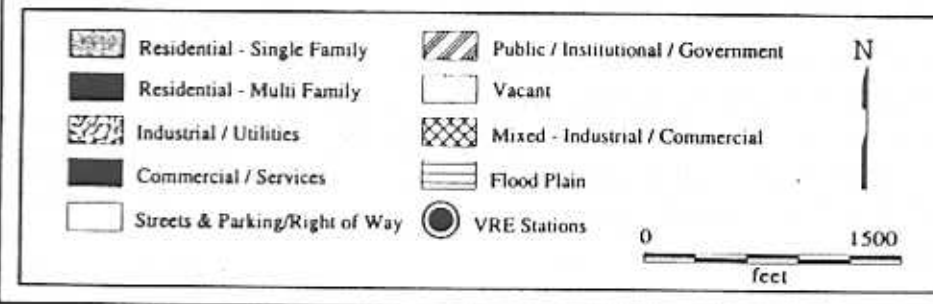 Residential - Single Family
Residential - Multi Family
Industrial / Utilities
Commercial / Services
Streets & Parking/Right of Way
Public / Institutional / Government
Vacant
Mixed - Industrial / Commercial
Flood Plain
VRE Stations
N
0 1500
feet